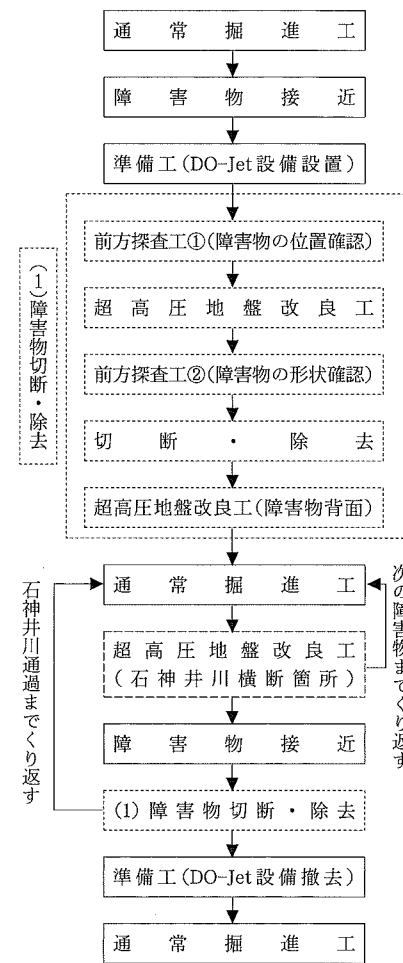 通常掘進工
障害物接近
準備工(DO-Jet設備設置)
(1)障害物切断・除去
前方探査工①(障害物の位置確認)
超高圧地盤改良工
前方探査工②(障害物の形状確認)
切断・除去
超高圧地盤改良工(障害物背面)
通常掘進工
次の障害物までくり返す
石神井川通過までくり返す
超高圧地盤改良工
(石神井川横断箇所)
障害物接近
(1)障害物切断・除去
準備工(DO-Jet設備撤去)
通常掘進工